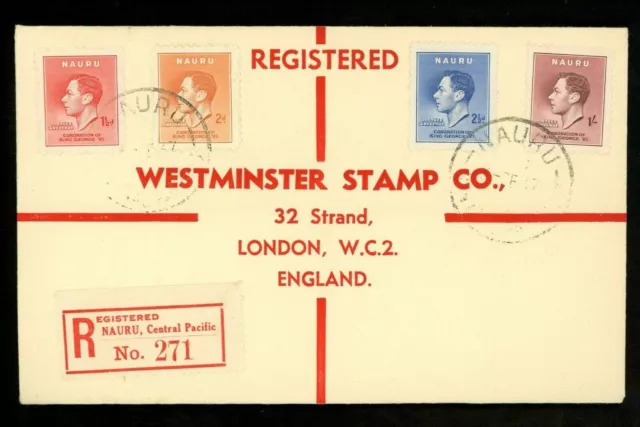 REGISTERED
NAURU
1½d
CORONATION OF
KING GEORGE VI.
NAURU
2d
CORONATION OF
KING GEORGE VI.
NAURU
2½d
CORONATION OF
KING GEORGE VI.
NAURU
1/-
CORONATION OF
KING GEORGE VI.
NAURU
NAURU
WESTMINSTER STAMP CO.,
32 Strand,
LONDON, W.C.2.
ENGLAND.
REGISTERED
NAURU, Central Pacific
No. 271